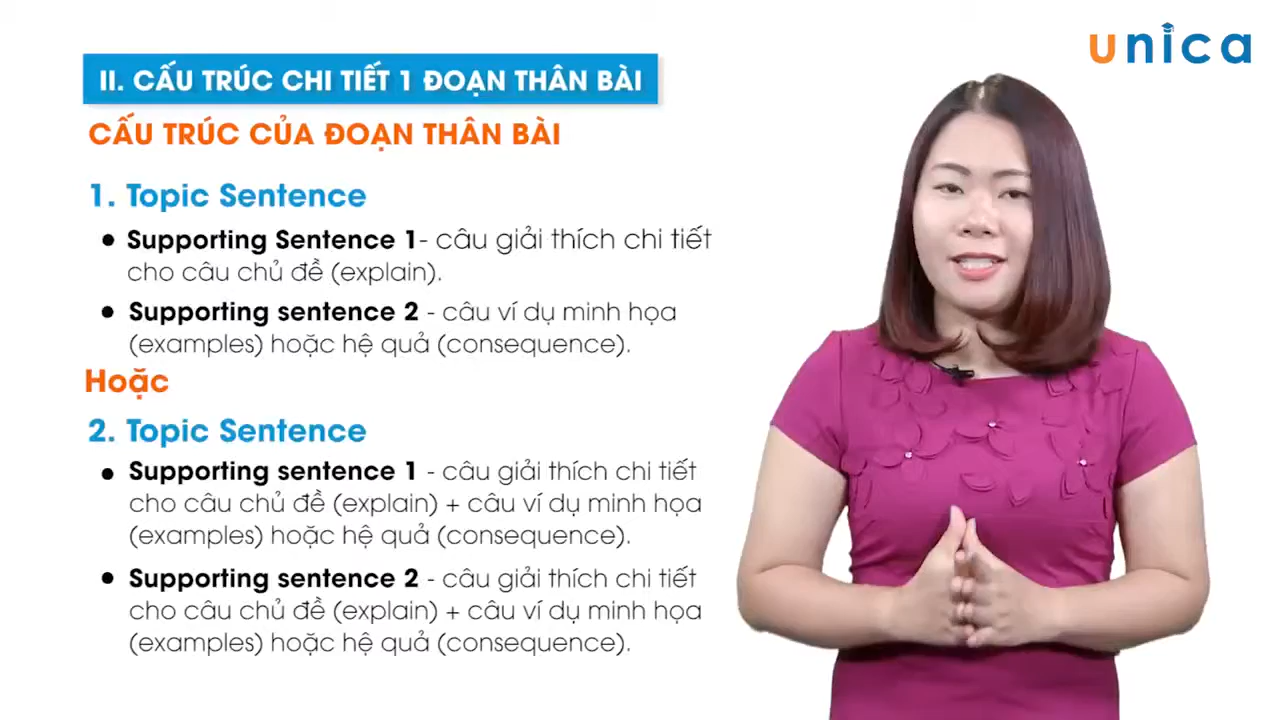 unica
II. CẤU TRÚC CHI TIẾT 1 ĐOẠN THÂN BÀI
CẤU TRÚC CỦA ĐOẠN THÂN BÀI
1. Topic Sentence
● Supporting Sentence 1- câu giải thích chi tiết
cho câu chủ đề (explain).
● Supporting sentence 2 - câu ví dụ minh họa
(examples) hoặc hệ quả (consequence).
Hoặc
2. Topic Sentence
● Supporting sentence 1 - câu giải thích chi tiết
cho câu chủ đề (explain) + câu ví dụ minh họa
(examples) hoặc hệ quả (consequence).
● Supporting sentence 2 - câu giải thích chi tiết
cho câu chủ đề (explain) + câu ví dụ minh họa
(examples) hoặc hệ quả (consequence).